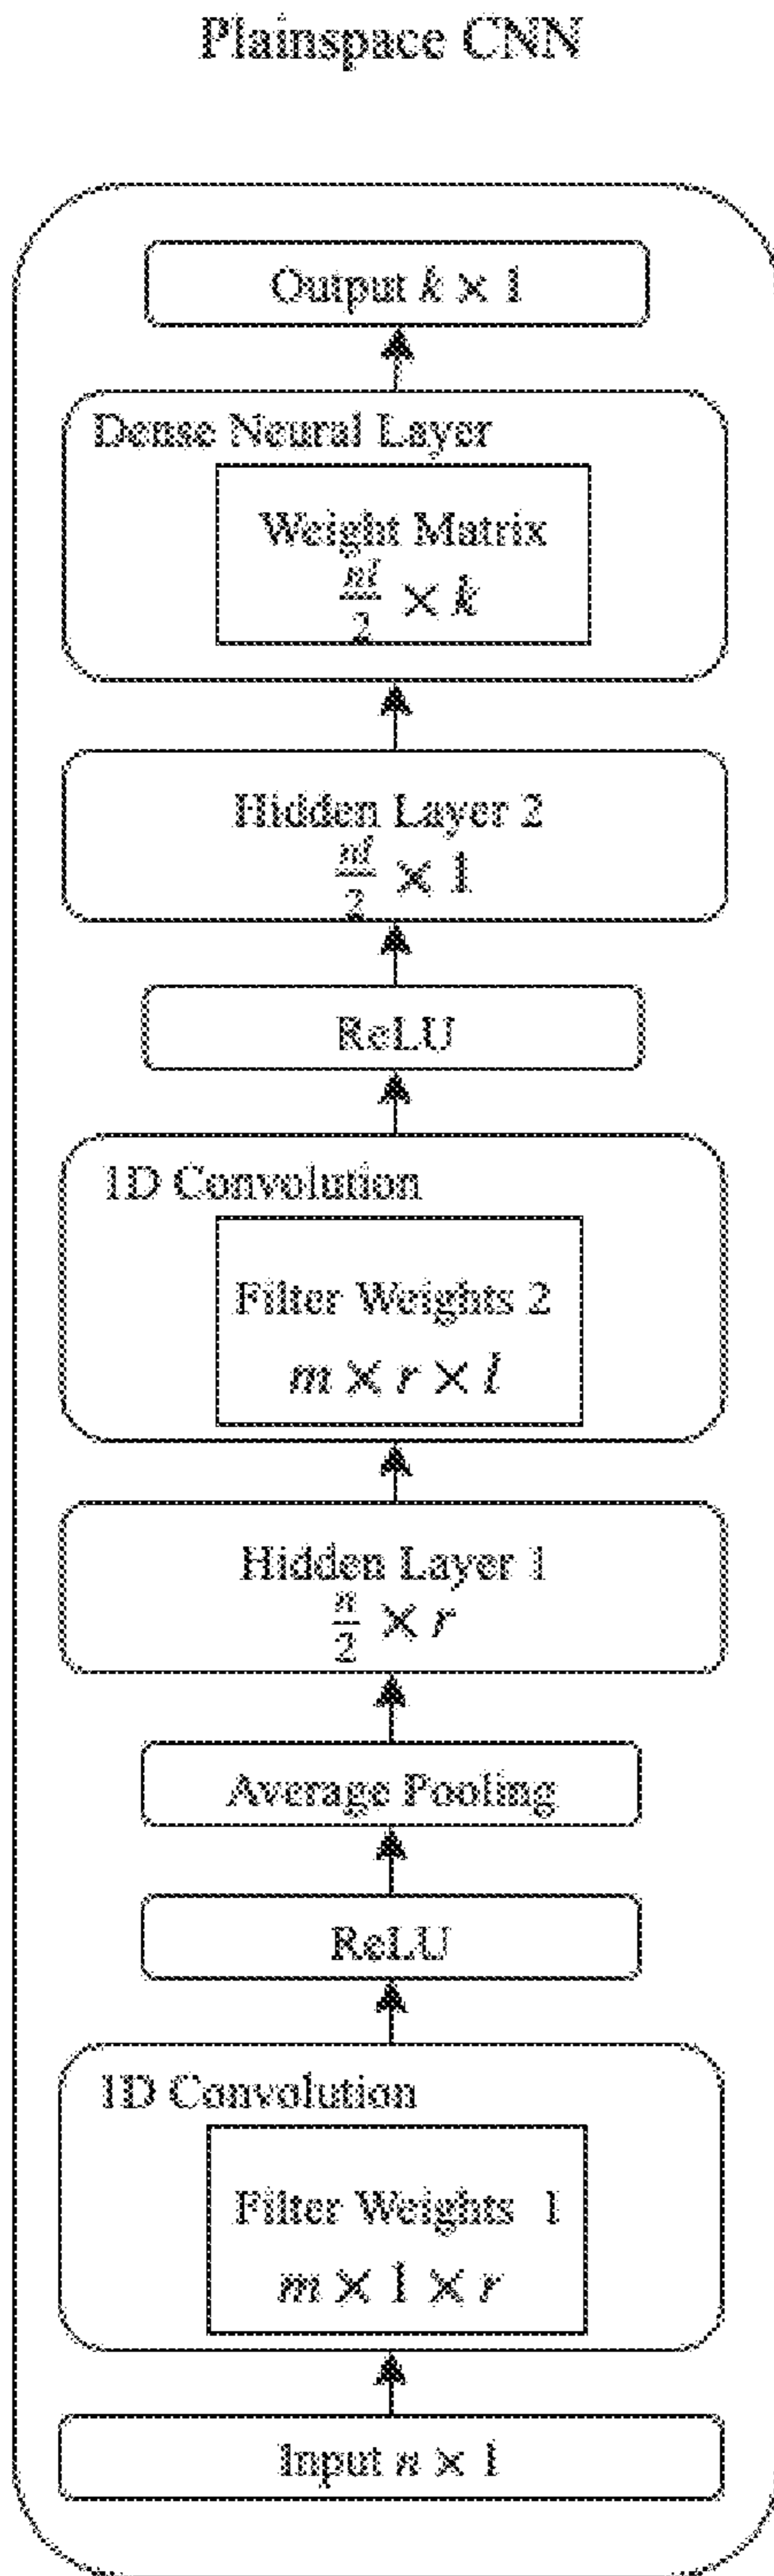 Plainspace CNN
Output k × 1
Dense Neural Layer
Weight Matrix
nl/2 × k
Hidden Layer 2
nl/2 × 1
ReLU
1D Convolution
Filter Weights 2
m × r × l
Hidden Layer 1
n/2 × r
Average Pooling
ReLU
1D Convolution
Filter Weights 1
m × 1 × r
Input n × 1